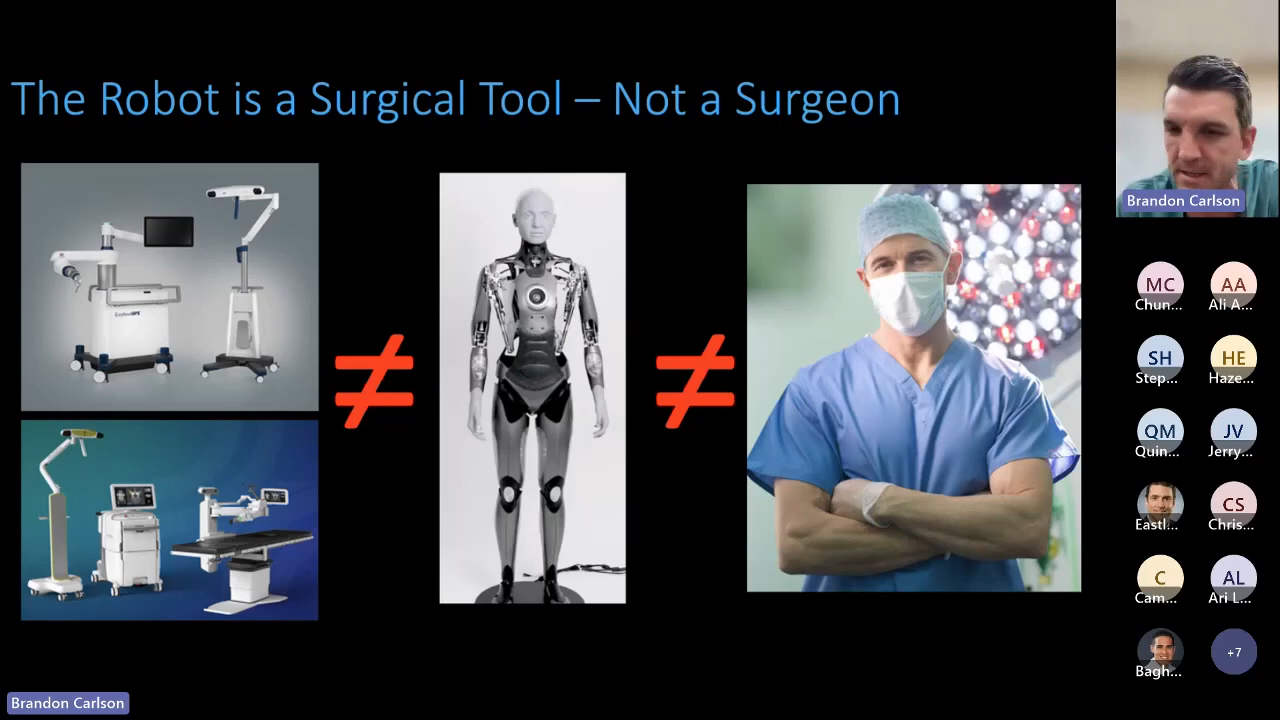 The Robot is a Surgical Tool – Not a Surgeon
≠
≠
Brandon Carlson
MC
Chun...
AA
Ali A...
SH
Step...
HE
Haze...
QM
Quin...
JV
Jerry...
Eastl...
CS
Chris...
C
Cam...
AL
Ari L...
Bagh...
+7
Brandon Carlson